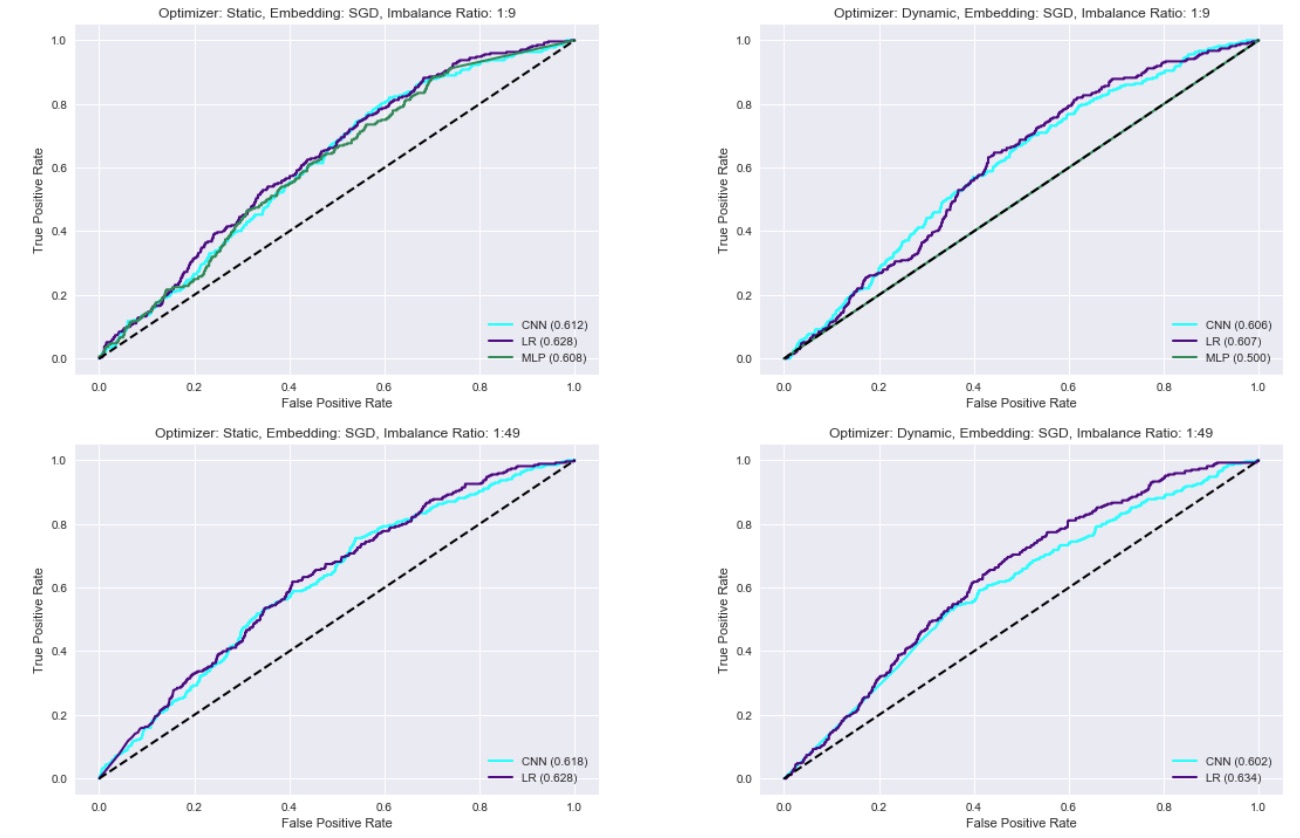 Optimizer: Static, Embedding: SGD, Imbalance Ratio: 1:9
1.0
0.8
0.6
0.4
0.2
0.0
True Positive Rate
CNN (0.612)
LR (0.628)
MLP (0.608)
0.0 0.2 0.4 0.6 0.8 1.0
False Positive Rate
Optimizer: Dynamic, Embedding: SGD, Imbalance Ratio: 1:9
1.0
0.8
0.6
0.4
0.2
0.0
True Positive Rate
CNN (0.606)
LR (0.607)
MLP (0.500)
0.0 0.2 0.4 0.6 0.8 1.0
False Positive Rate
Optimizer: Static, Embedding: SGD, Imbalance Ratio: 1:49
1.0
0.8
0.6
0.4
0.2
0.0
True Positive Rate
CNN (0.618)
LR (0.628)
0.0 0.2 0.4 0.6 0.8 1.0
False Positive Rate
Optimizer: Dynamic, Embedding: SGD, Imbalance Ratio: 1:49
1.0
0.8
0.6
0.4
0.2
0.0
True Positive Rate
CNN (0.602)
LR (0.634)
0.0 0.2 0.4 0.6 0.8 1.0
False Positive Rate